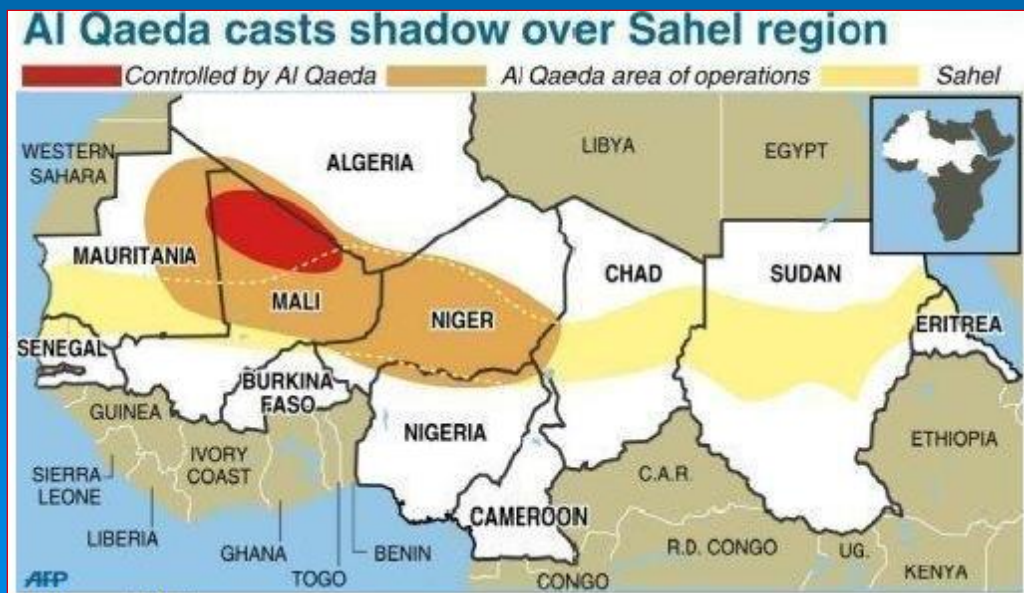 Al Qaeda casts shadow over Sahel region
Controlled by Al Qaeda
Al Qaeda area of operations
Sahel
WESTERN
SAHARA
ALGERIA
LIBYA
EGYPT
MAURITANIA
MALI
NIGER
CHAD
SUDAN
ERITREA
SENEGAL
BURKINA
FASO
GUINEA
IVORY
COAST
NIGERIA
ETHIOPIA
SIERRA
LEONE
C.A.R.
LIBERIA
GHANA
TOGO
BENIN
CAMEROON
R.D. CONGO
UG.
KENYA
CONGO
AFP